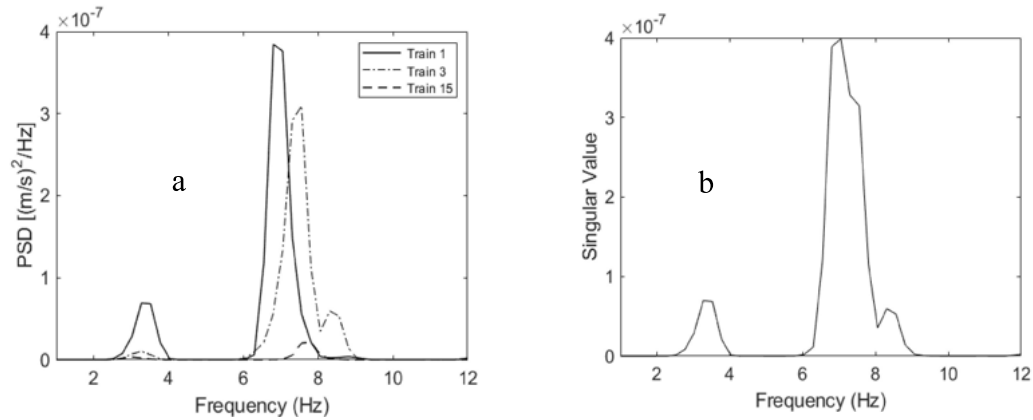 ×10⁻⁷
4
3
2
1
0
PSD [(m/s)²/Hz]
a
Train 1
Train 3
Train 15
2 4 6 8 10 12
Frequency (Hz)
×10⁻⁷
4
3
2
1
0
Singular Value
b
2 4 6 8 10 12
Frequency (Hz)